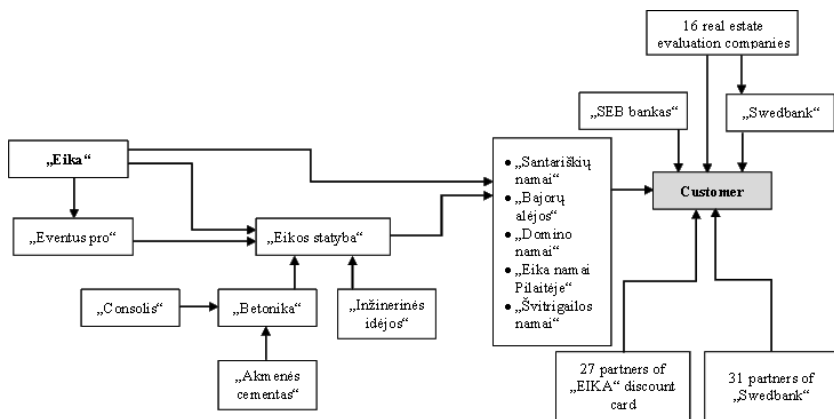 16 real estate
evaluation companies
„SEB bankas“
„Swedbank“
„Eika“
• „Santariškių
namai“
• „Bajorų
alėjos“
• „Domino
namai“
• „Eika namai
Pilaitėje“
• „Švitrigailos
namai“
Customer
„Eventus pro“
„Eikos statyba“
„Consolis“
„Betonika“
„Inžinerinės
idėjos“
„Akmenės
cementas“
27 partners of
„EIKA“ discount
card
31 partners of
„Swedbank“